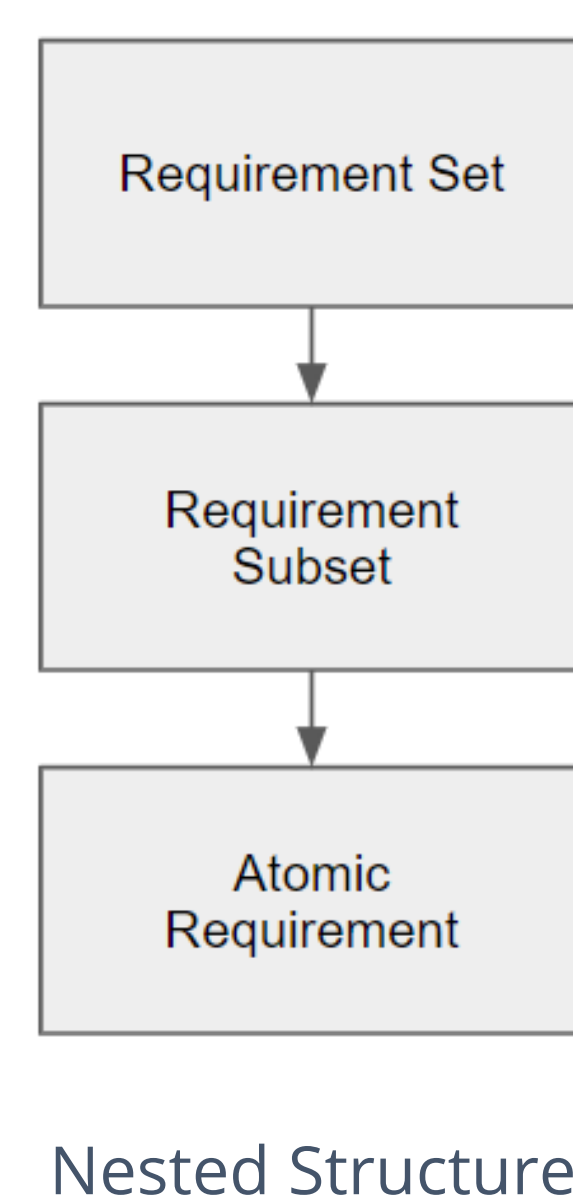 Requirement Set
Requirement
Subset
Atomic
Requirement
Nested Structure